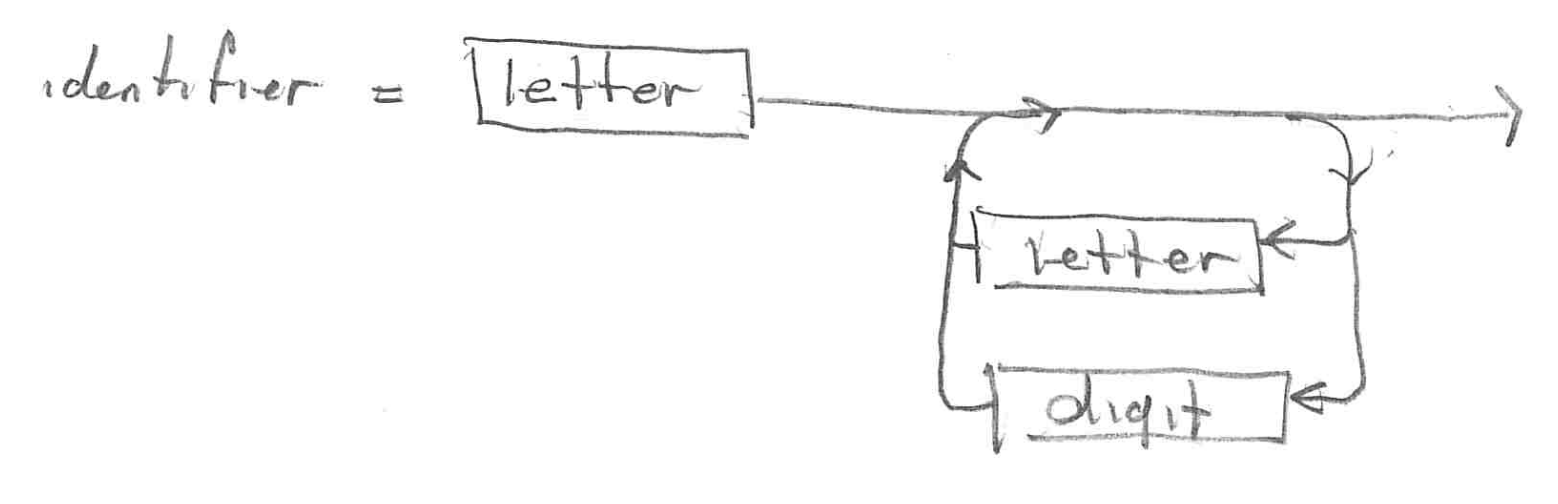 identifier = letter
letter
digit